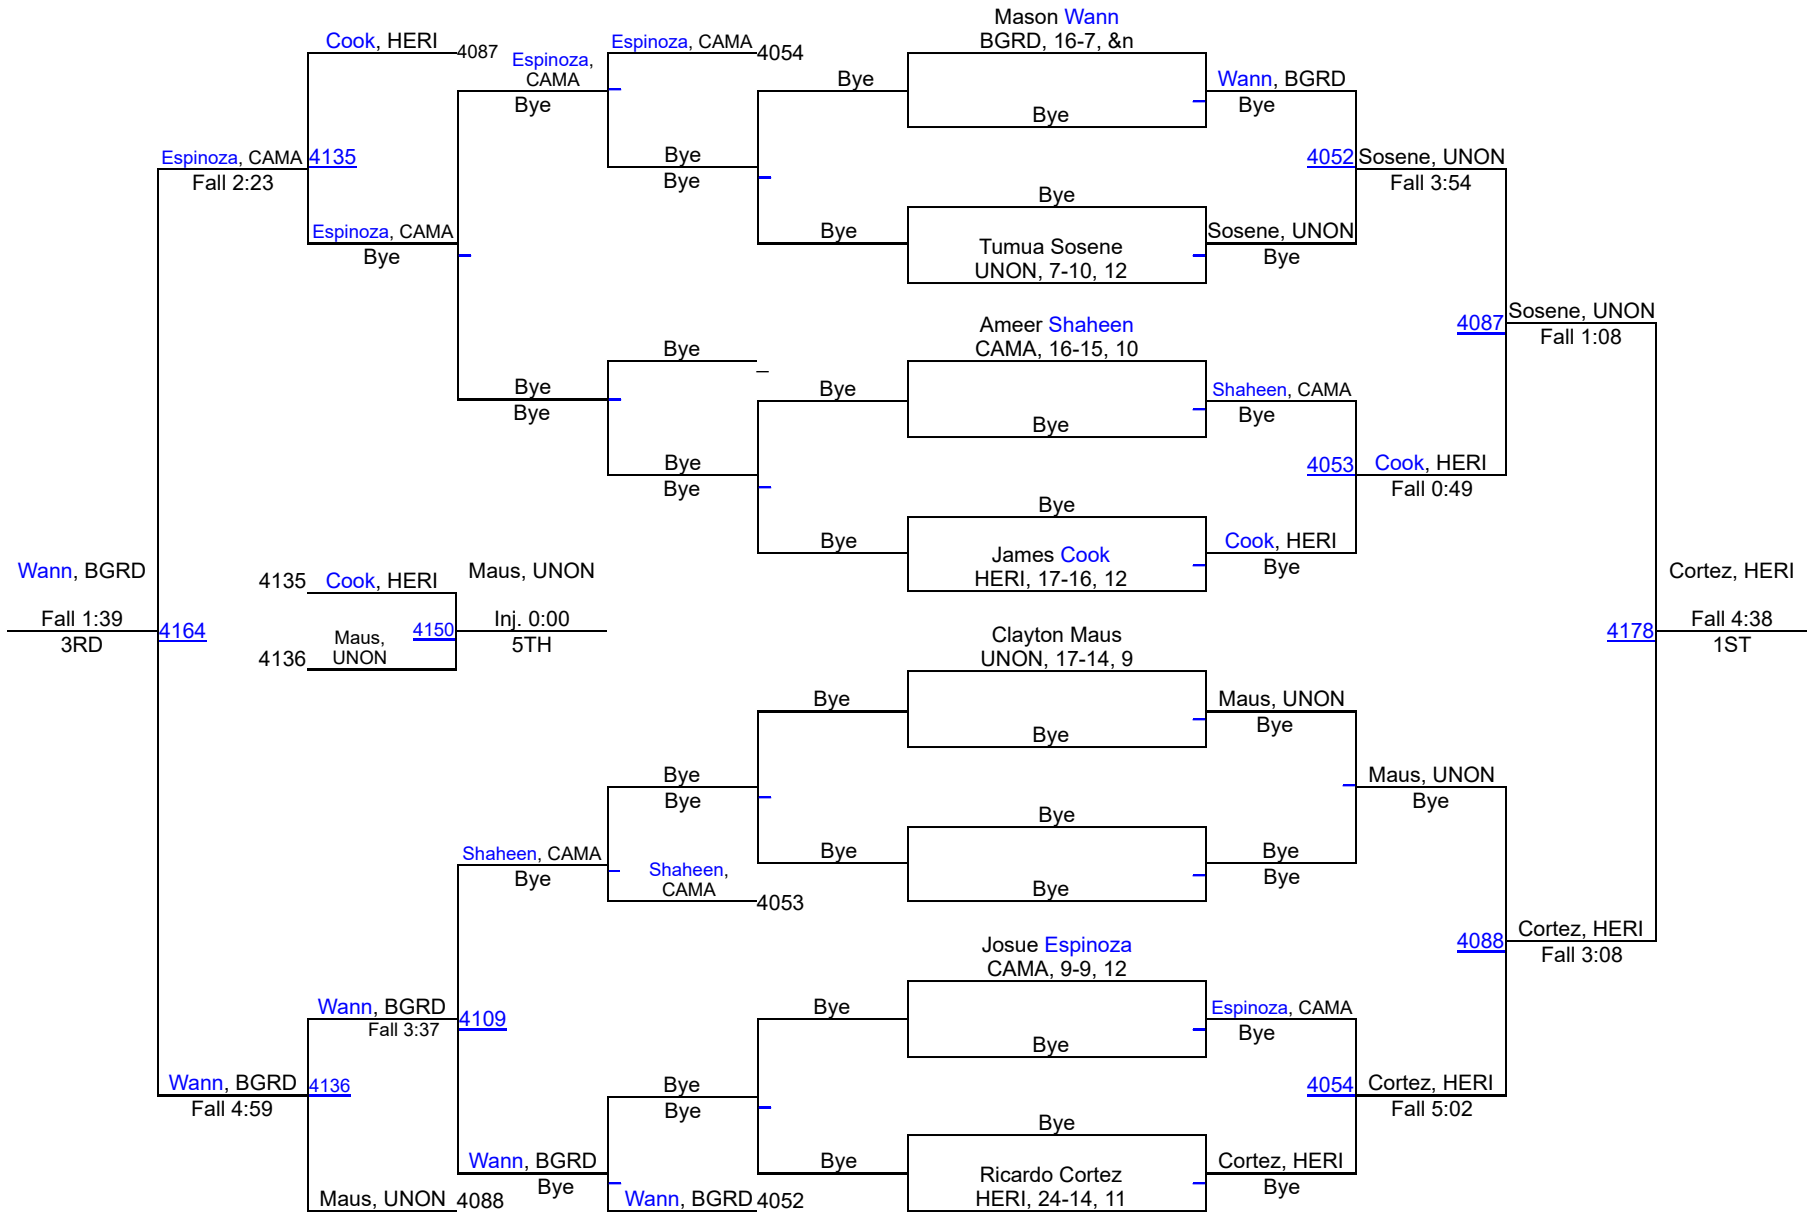 Mason Wann
BGRD, 16-7, &n
Cook, HERI
4087
Espinoza,
CAMA
Bye
Espinoza, CAMA
4054
Bye
Bye
Wann, BGRD
Bye
Espinoza, CAMA
4135
Fall 2:23
Bye
Bye
4052
Sosene, UNON
Fall 3:54
Bye
Espinoza, CAMA
Bye
Bye
Tumua Sosene
UNON, 7-10, 12
Sosene, UNON
Bye
Sosene, UNON
4087
Fall 1:08
Ameer Shaheen
CAMA, 16-15, 10
Bye
_
Bye
Bye
Bye
Bye
Shaheen, CAMA
Bye
Bye
Bye
4053
Cook, HERI
Fall 0:49
Bye
Bye
James Cook
HERI, 17-16, 12
Cook, HERI
Bye
Wann, BGRD
4135
Cook, HERI
Maus, UNON
Cortez, HERI
Fall 1:39
3RD
4164
Maus,
UNON
4136
4150
Inj. 0:00
5TH
4178
Fall 4:38
1ST
Clayton Maus
UNON, 17-14, 9
Bye
Bye
Maus, UNON
Bye
Bye
Bye
Maus, UNON
Bye
Bye
Shaheen, CAMA
Bye
Shaheen,
CAMA
4053
Bye
Bye
Bye
Bye
Josue Espinoza
CAMA, 9-9, 12
4088
Cortez, HERI
Fall 3:08
Wann, BGRD
Fall 3:37
4109
Bye
Bye
Espinoza, CAMA
Bye
Wann, BGRD
4136
Fall 4:59
Bye
Bye
4054
Cortez, HERI
Fall 5:02
Bye
Wann, BGRD
Bye
Bye
Ricardo Cortez
HERI, 24-14, 11
Cortez, HERI
Bye
Maus, UNON
4088
Wann, BGRD
4052